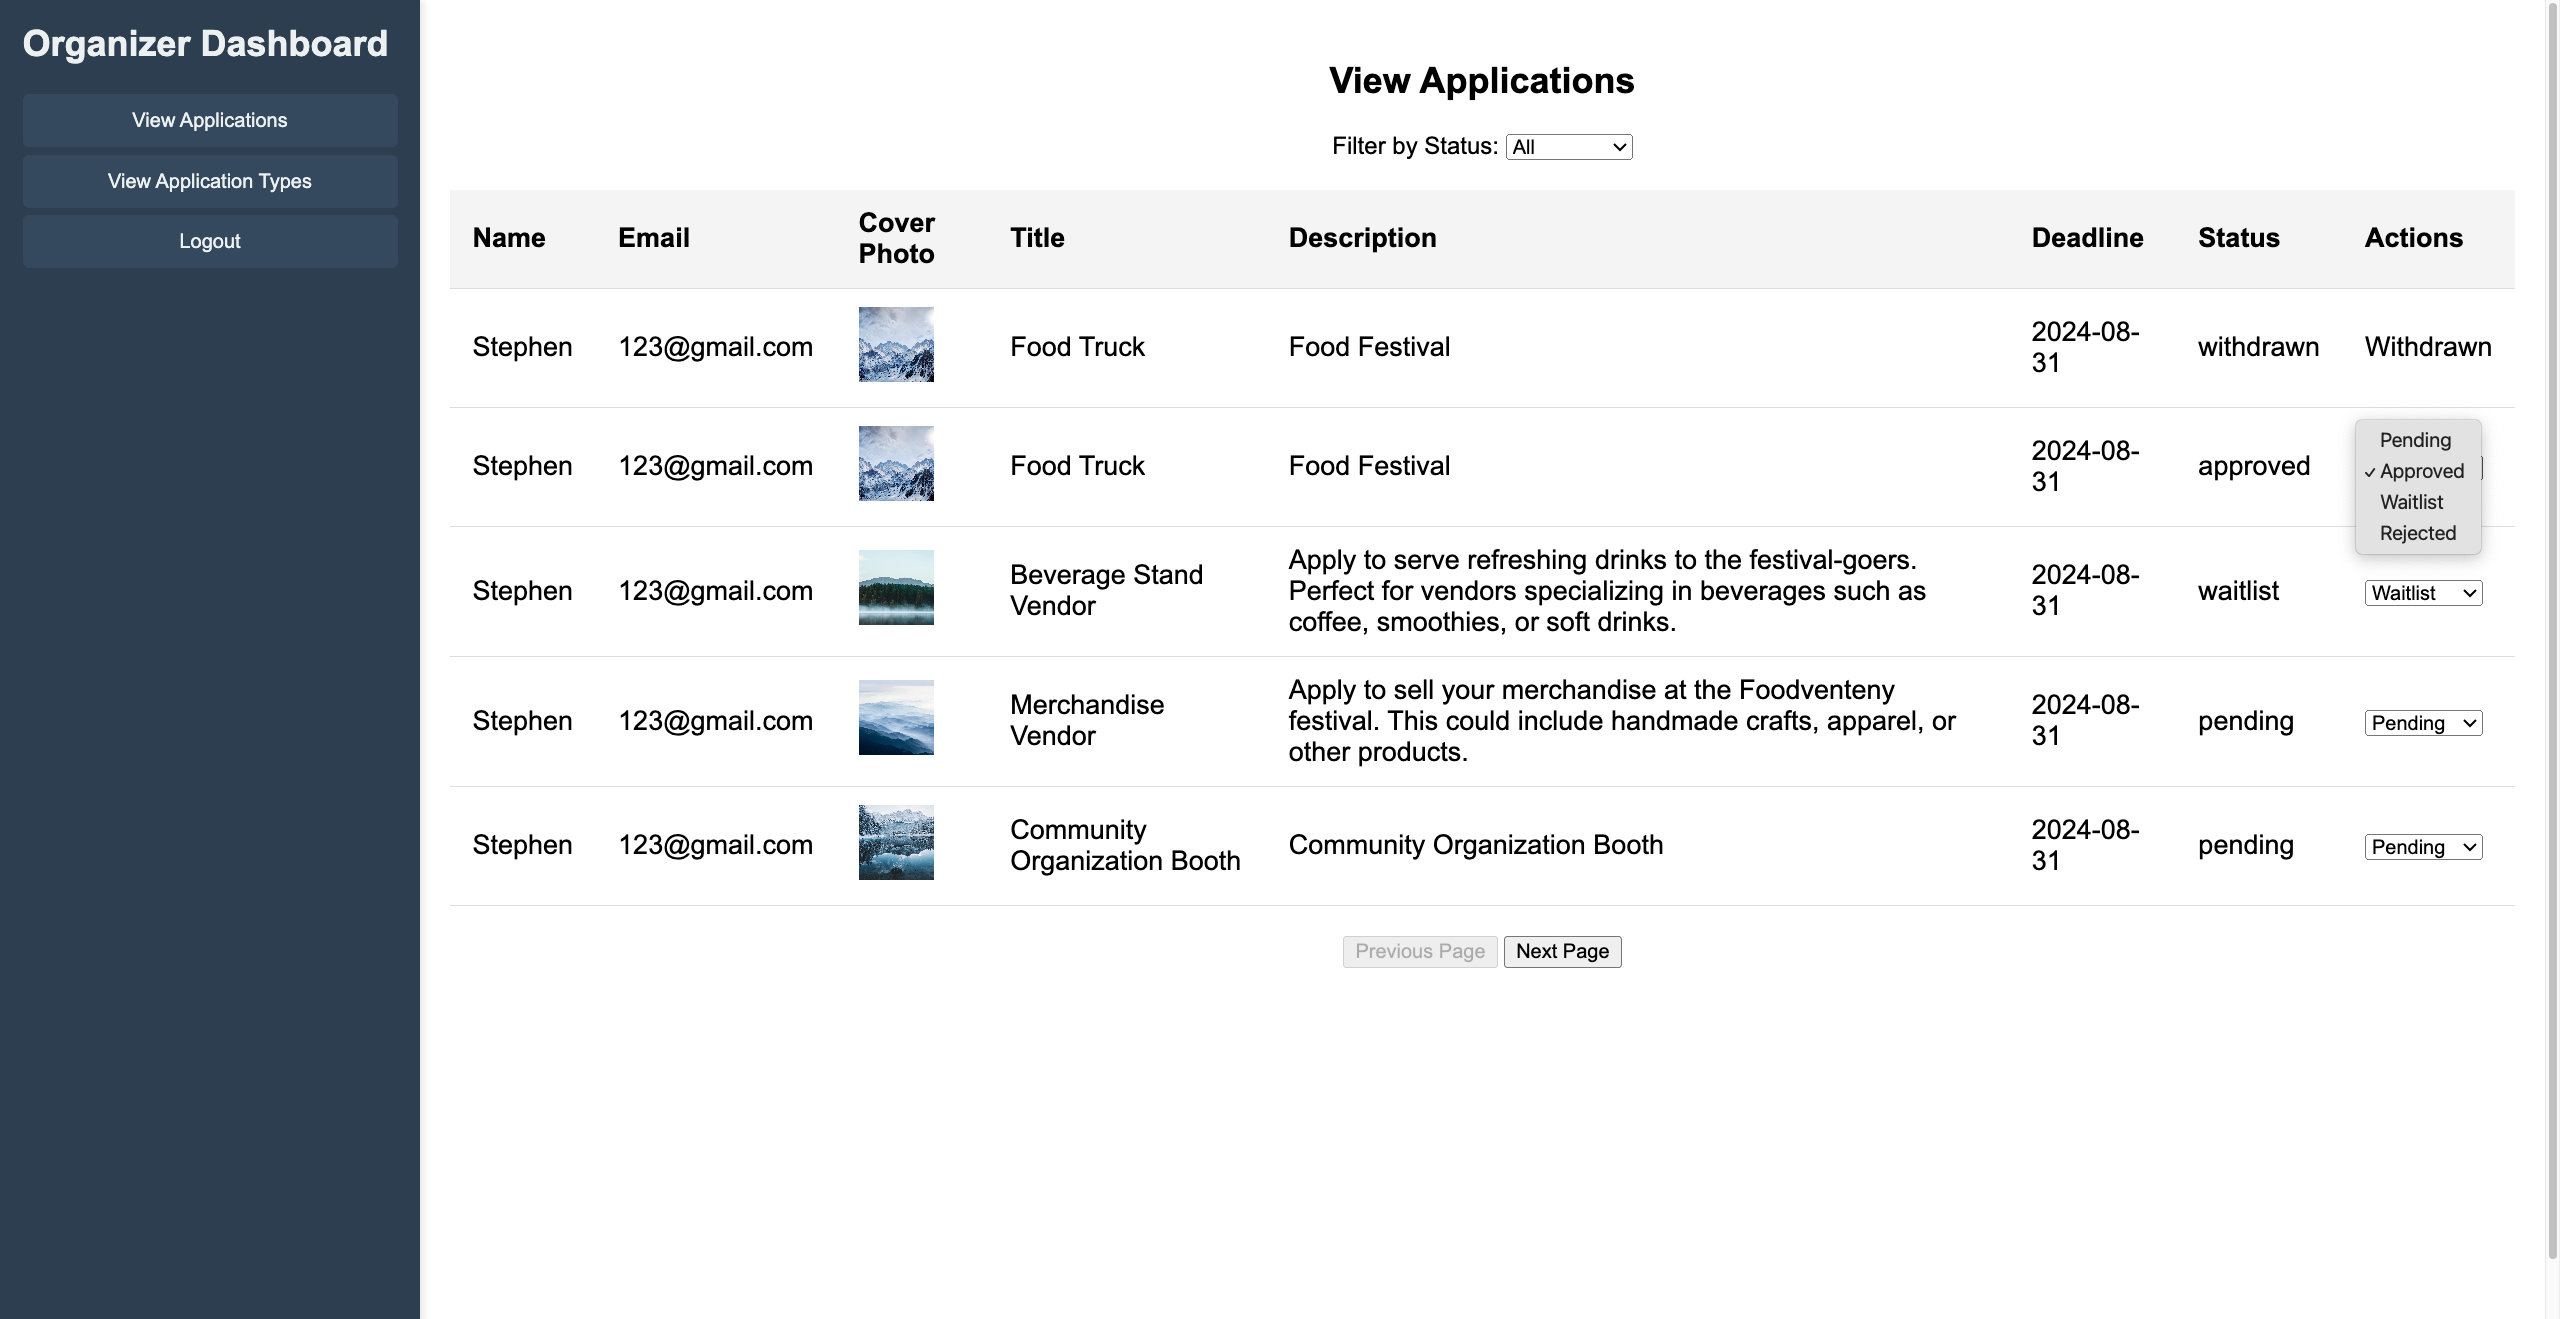 Organizer Dashboard
View Applications
View Application Types
Logout
View Applications
Filter by Status: All
Name Email Cover Photo Title Description Deadline Status Actions
Stephen 123@gmail.com Food Truck Food Festival 2024-08-31 withdrawn Withdrawn
Stephen 123@gmail.com Food Truck Food Festival 2024-08-31 approved
Pending
✓ Approved
Waitlist
Rejected
Stephen 123@gmail.com
Beverage Stand
Vendor
Apply to serve refreshing drinks to the festival-goers.
Perfect for vendors specializing in beverages such as
coffee, smoothies, or soft drinks.
2024-08-
31
waitlist Waitlist
Stephen 123@gmail.com
Merchandise
Vendor
Apply to sell your merchandise at the Foodventeny
festival. This could include handmade crafts, apparel, or
other products.
2024-08-
31
pending Pending
Stephen 123@gmail.com
Community
Organization Booth
Community Organization Booth
2024-08-
31
pending Pending
Previous Page Next Page